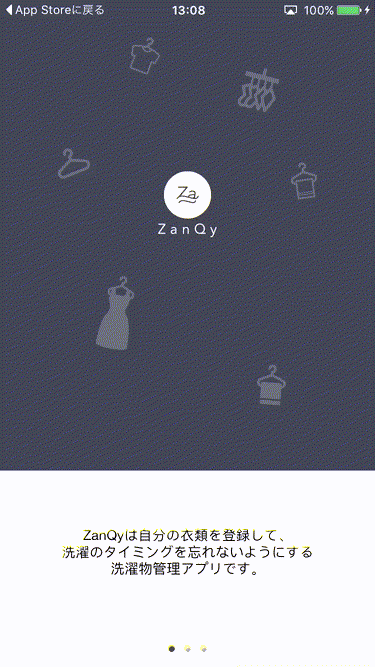 App Storeに戻る 13:08 100%
Za
ZanQy
ZanQyは自分の衣類を登録して、
洗濯のタイミングを忘れないようにする
洗濯物管理アプリです。